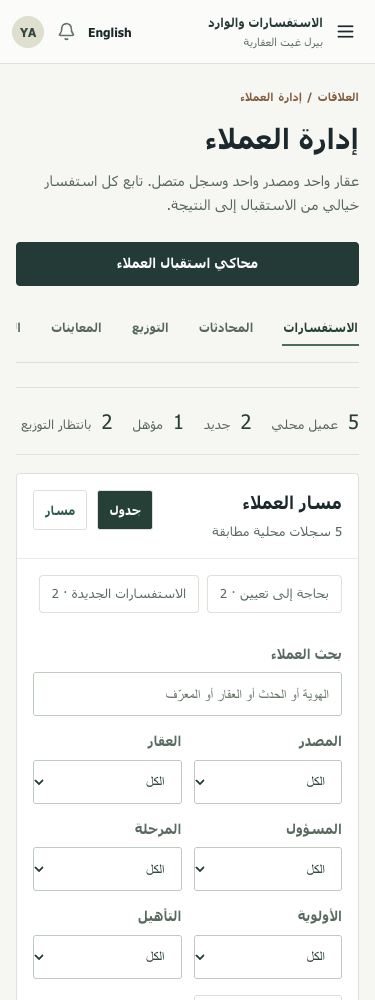 الاستفسارات والوارد
بيرل غيت العقارية
English
YA
العلاقات / إدارة العملاء
إدارة العملاء
عقار واحد ومصدر واحد وسجل متصل. تابع كل استفسار
خيالي من الاستقبال إلى النتيجة.
محاكي استقبال العملاء
الاستفسارات المحادثات التوزيع المعاينات
5 عميل محلي 2 جديد 1 مؤهل 2 بانتظار التوزيع
مسار العملاء
5 سجلات محلية مطابقة
جدول مسار
بحاجة إلى تعيين · 2 الاستفسارات الجديدة · 2
بحث العملاء
الهوية أو الحدث أو العقار أو المعرّف
المصدر العقار
الكل الكل
المسؤول المرحلة
الكل الكل
الأولوية التأهيل
الكل الكل